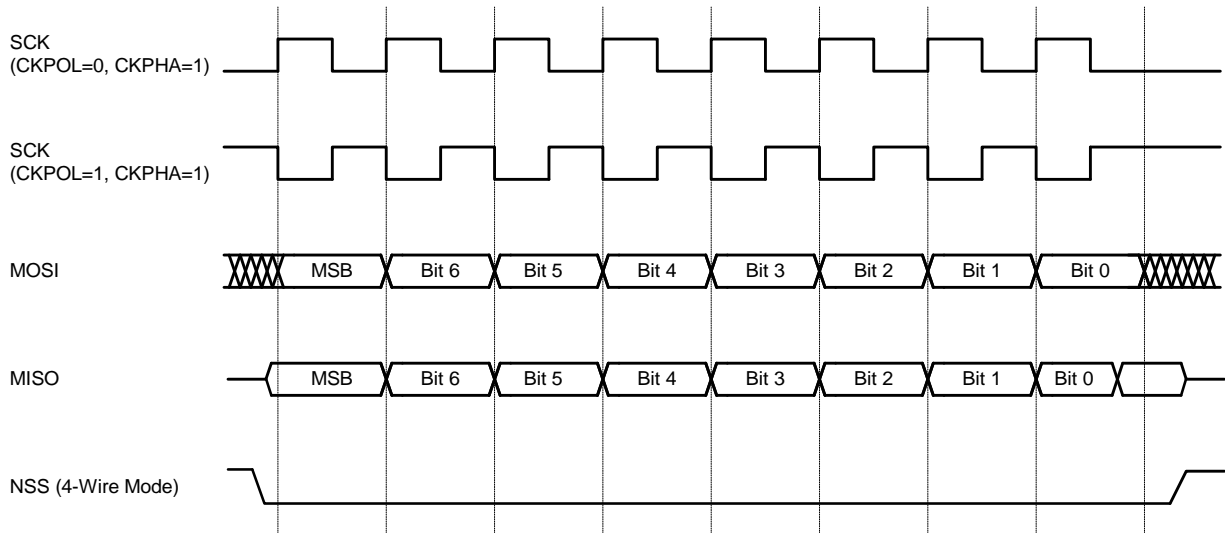 SCK
(CKPOL=0, CKPHA=1)
SCK
(CKPOL=1, CKPHA=1)
MOSI
MSB Bit 6 Bit 5 Bit 4 Bit 3 Bit 2 Bit 1 Bit 0
MISO
MSB Bit 6 Bit 5 Bit 4 Bit 3 Bit 2 Bit 1 Bit 0
NSS (4-Wire Mode)